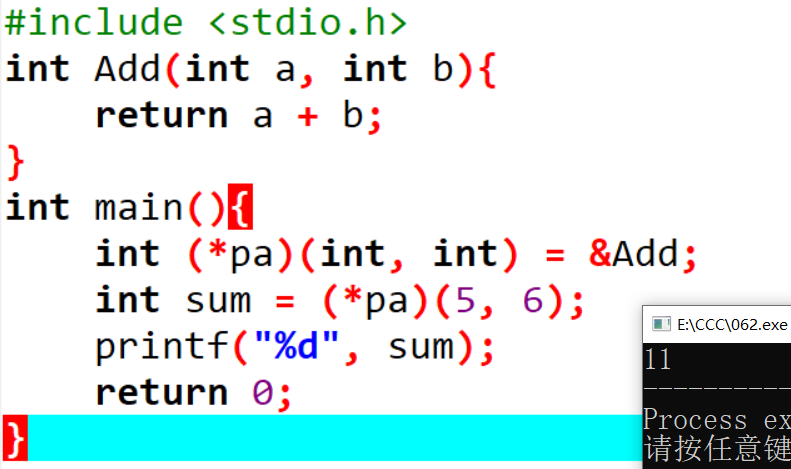 #include <stdio.h>
int Add(int a, int b){
    return a + b;
}
int main(){
    int (*pa)(int, int) = &Add;
    int sum = (*pa)(5, 6);
    printf("%d", sum);
    return 0;
}
E:\CCC\062.exe
11
-----------
Process ex
请按任意键